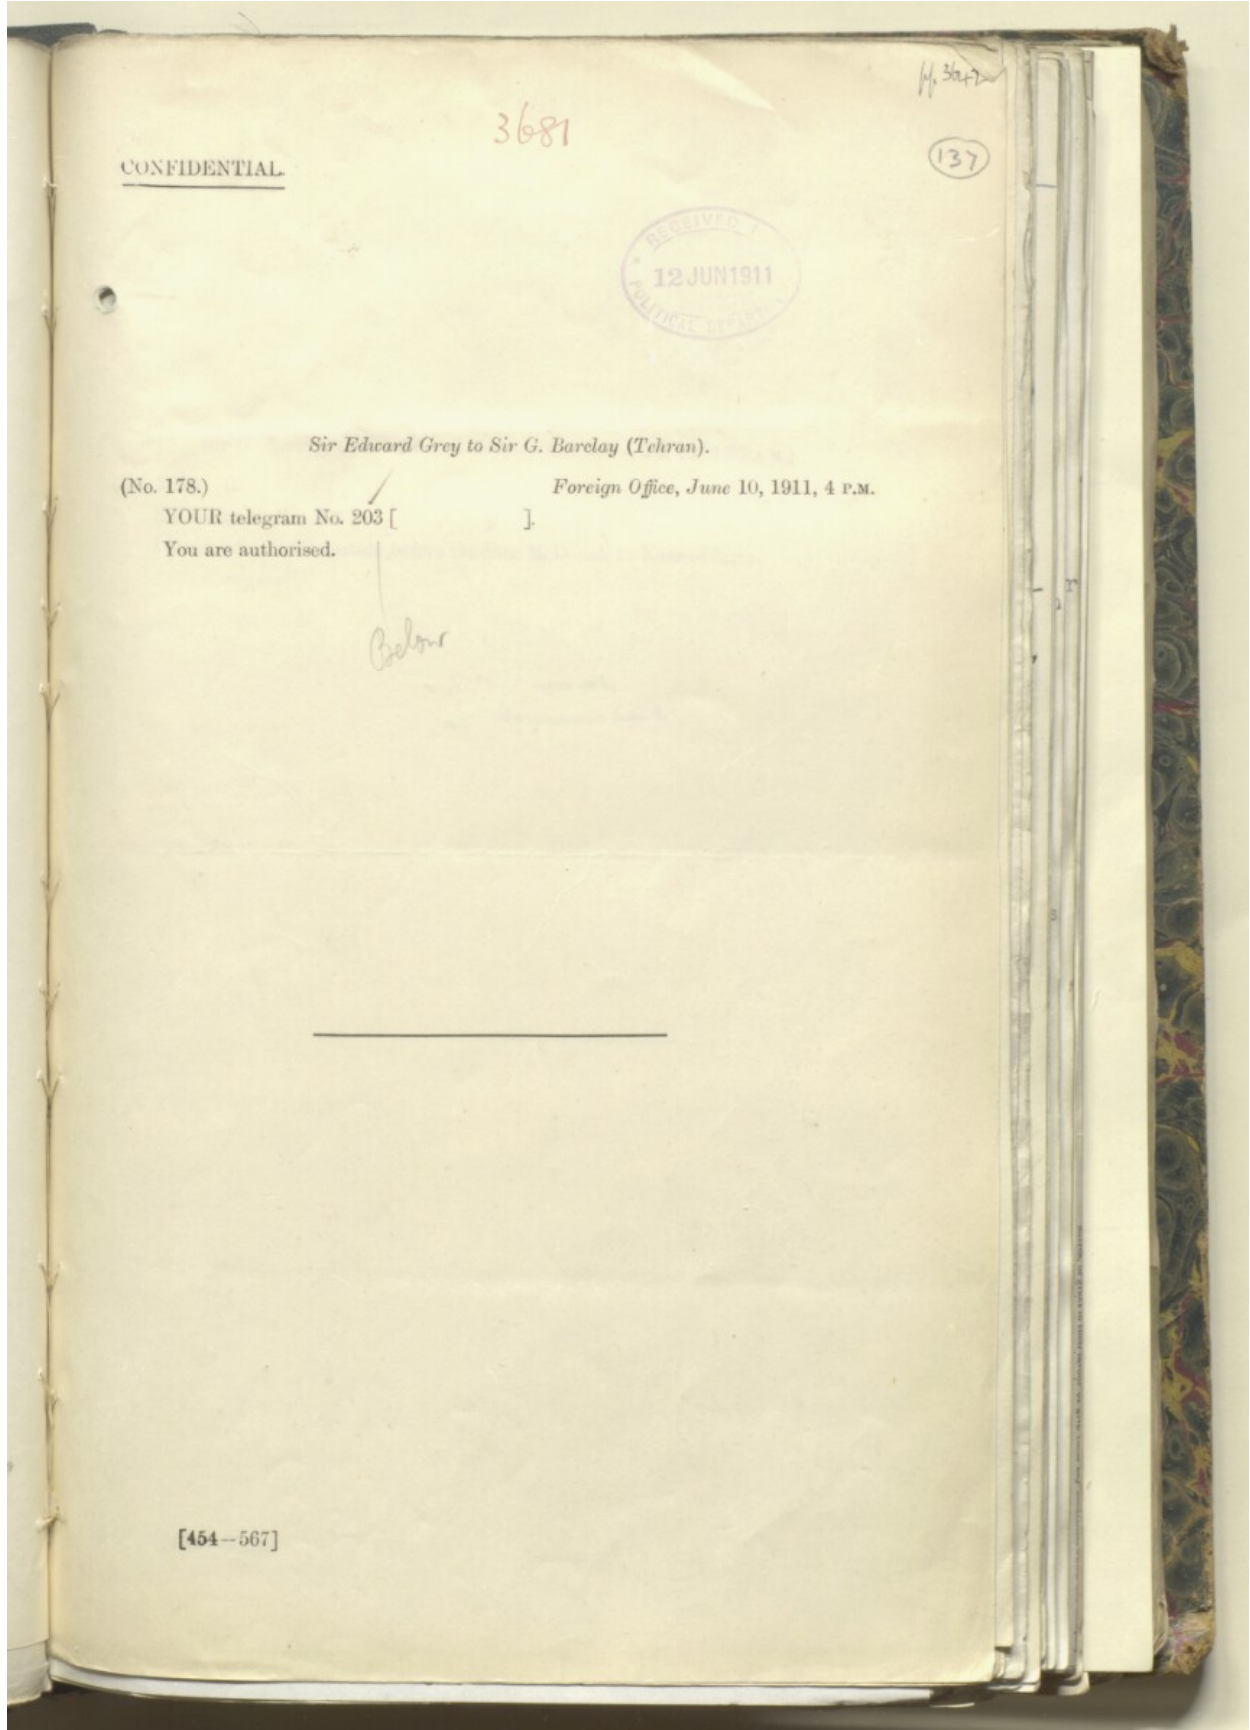 3681
137
CONFIDENTIAL.
RECEIVED
12 JUN 1911
POLITICAL DEPART
Sir Edward Grey to Sir G. Barclay (Tehran).
(No. 178.) Foreign Office, June 10, 1911, 4 P.M.
YOUR telegram No. 203 [ ].
You are authorised.
Below
[454—567]